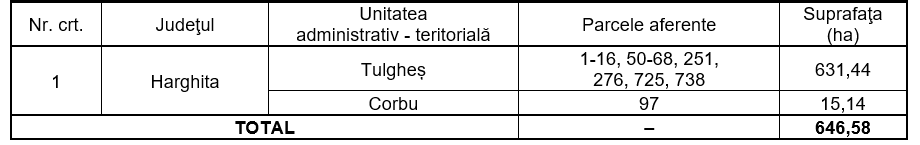 Nr. crt. Judeţul Unitatea administrativ - teritorială Parcele aferente Suprafaţa (ha)
1 Harghita Tulgheș 1-16, 50-68, 251, 276, 725, 738 631,44
Corbu 97 15,14
TOTAL – 646,58